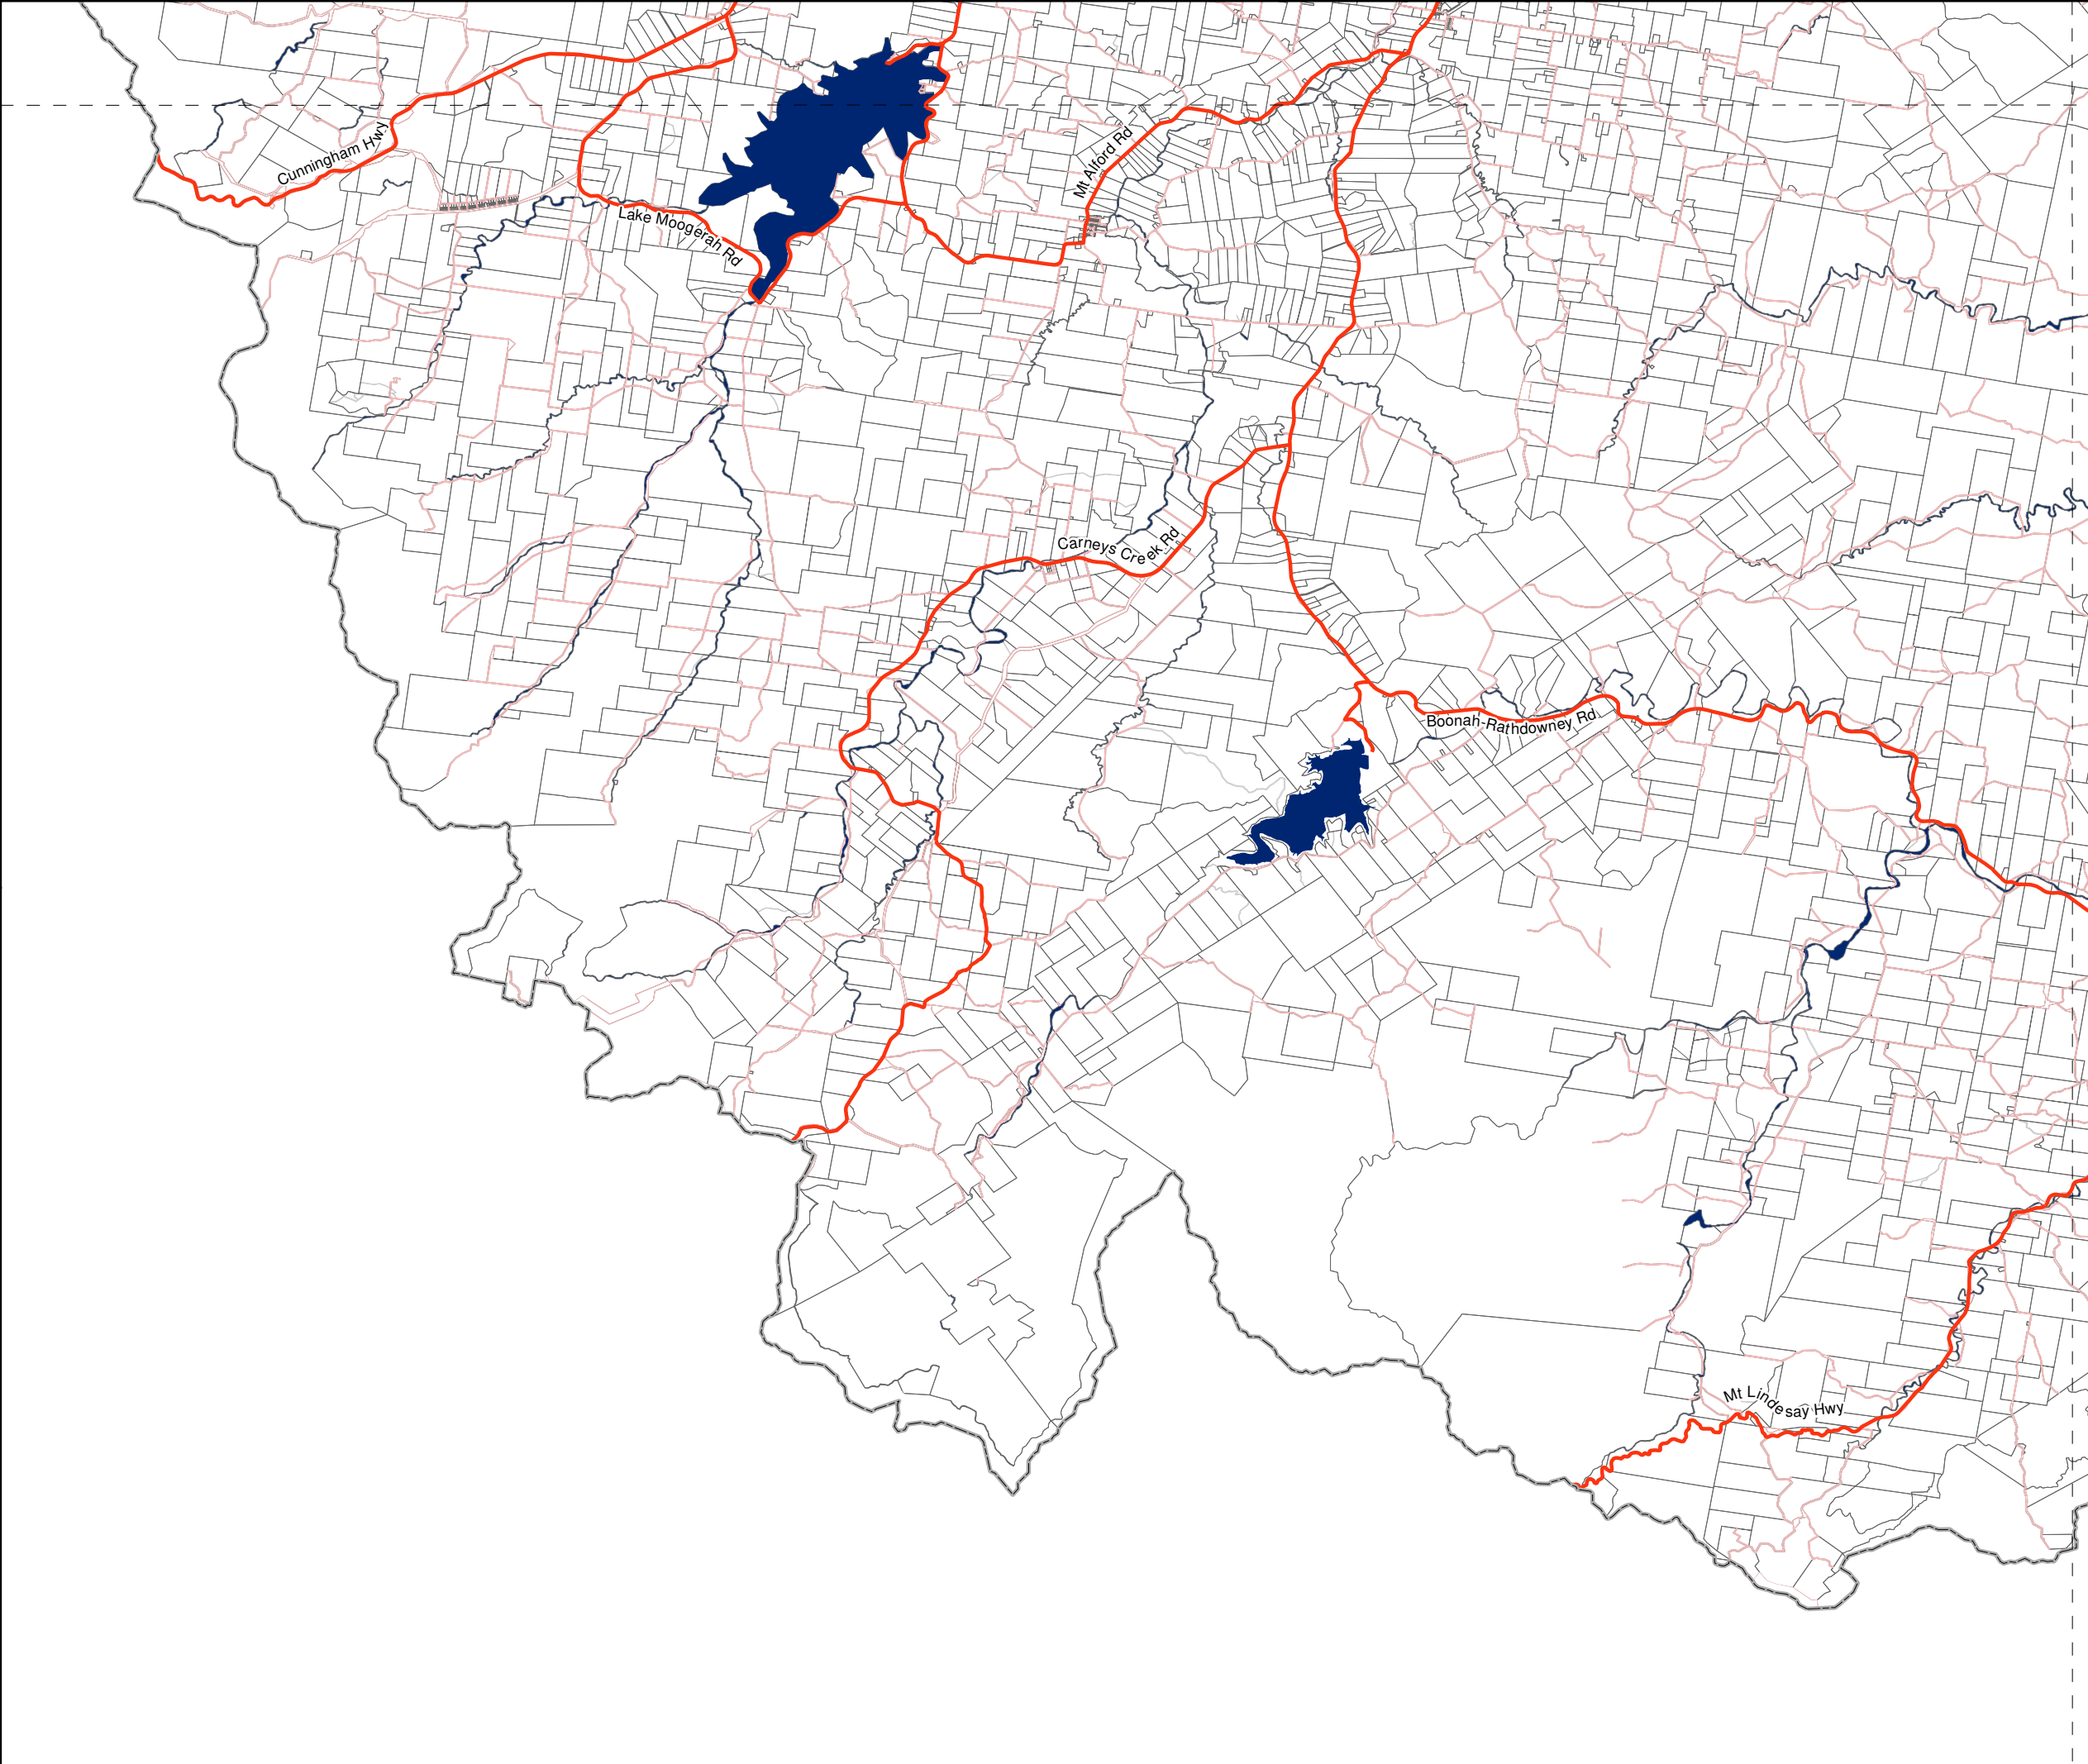 Cunningham Hwy
Mt Alford Rd
Lake Moogerah Rd
Carneys Creek Rd
Boonah-Rathdowney Rd
Mt Lindesay Hwy